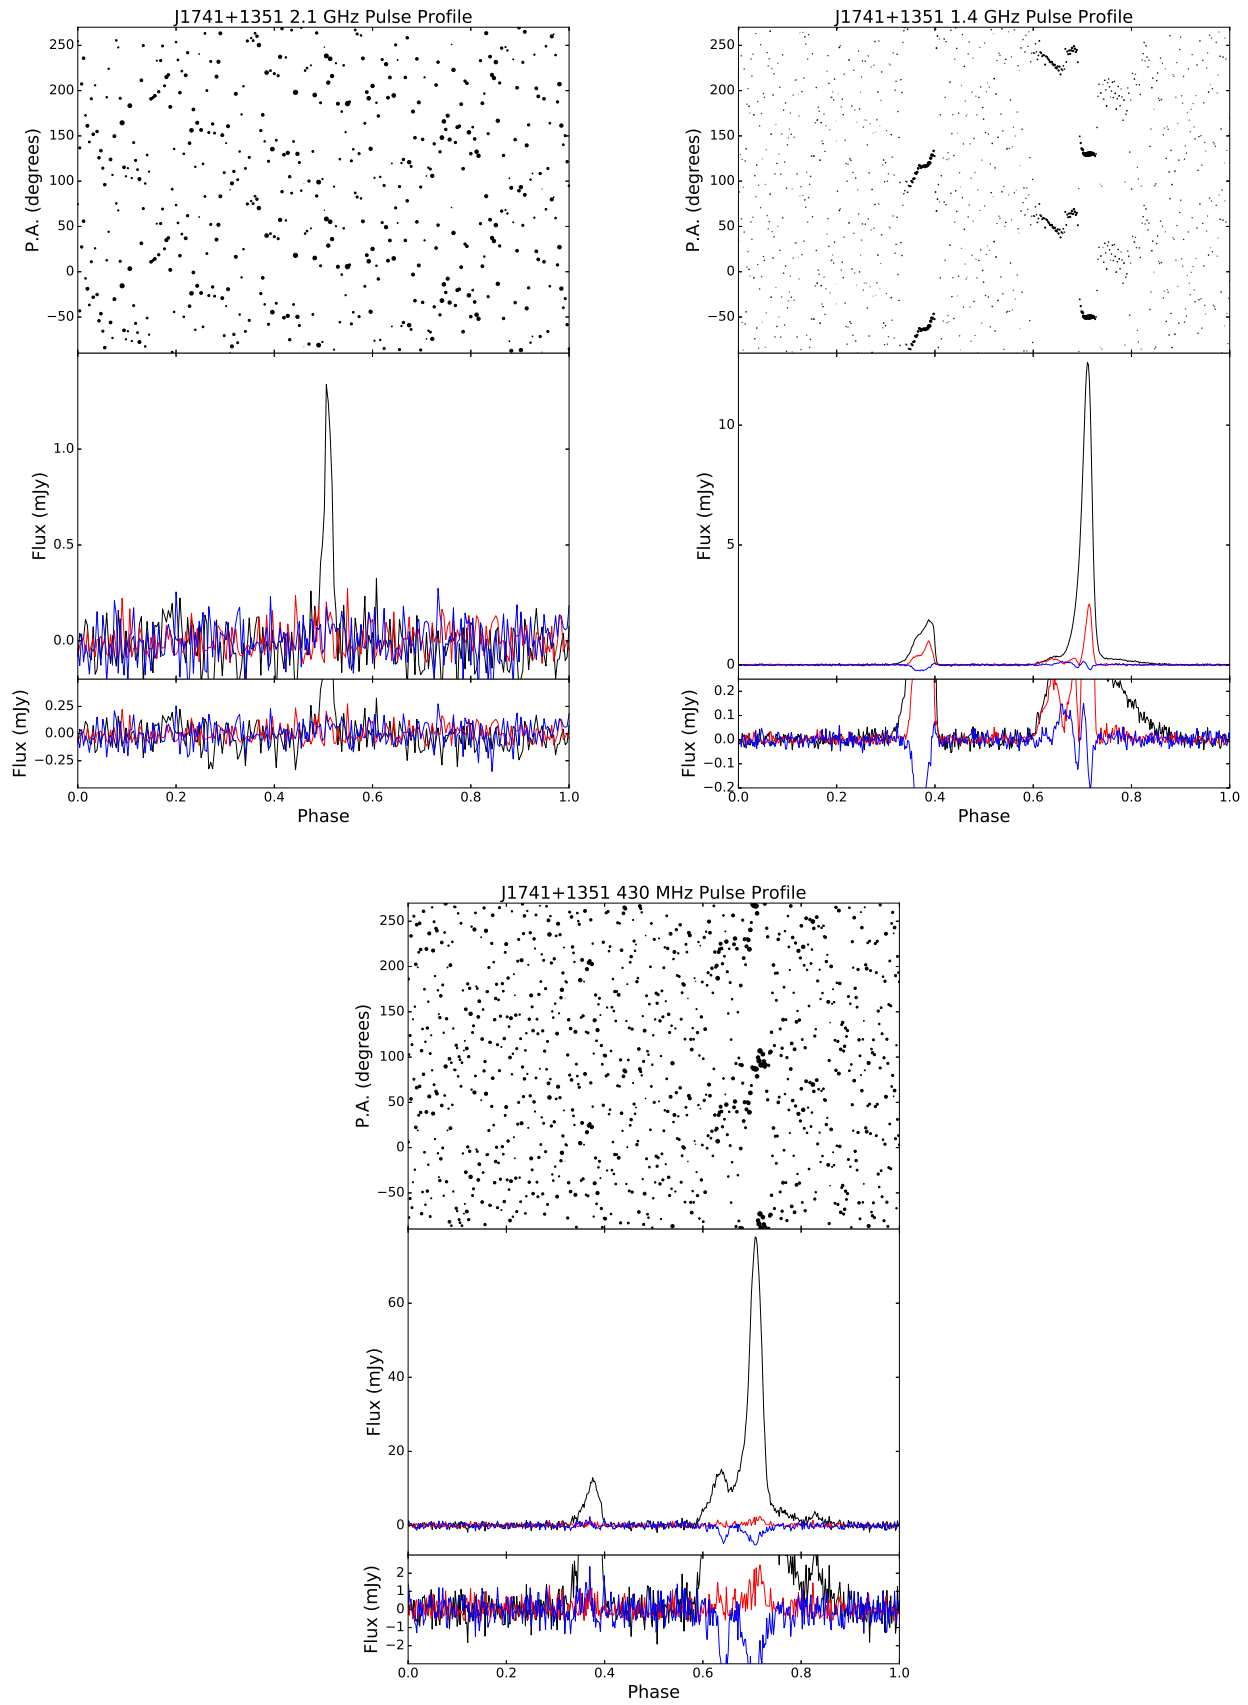 J1741+1351 2.1 GHz Pulse Profile
250
200
150
100
50
0
−50
P.A. (degrees)
1.0
0.5
0.0
Flux (mJy)
0.25
0.00
−0.25
Flux (mJy)
0.0 0.2 0.4 0.6 0.8 1.0
Phase
J1741+1351 1.4 GHz Pulse Profile
250
200
150
100
50
0
−50
P.A. (degrees)
10
5
0
Flux (mJy)
0.2
0.1
0.0
−0.1
−0.2
Flux (mJy)
0.0 0.2 0.4 0.6 0.8 1.0
Phase
J1741+1351 430 MHz Pulse Profile
250
200
150
100
50
0
−50
P.A. (degrees)
60
40
20
0
Flux (mJy)
2
1
0
−1
−2
Flux (mJy)
0.0 0.2 0.4 0.6 0.8 1.0
Phase